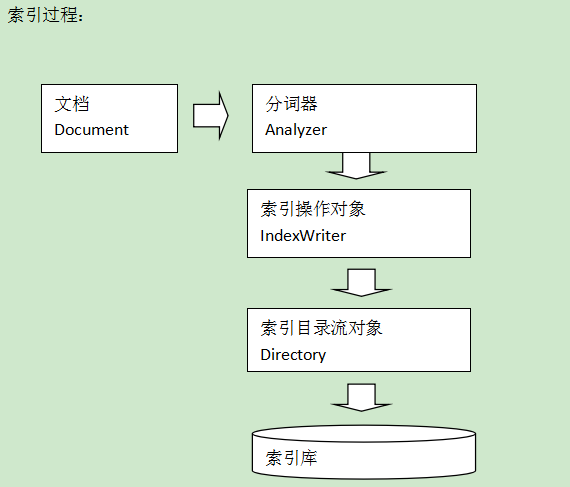 索引过程:
文档
Document
分词器
Analyzer
索引操作对象
IndexWriter
索引目录流对象
Directory
索引库